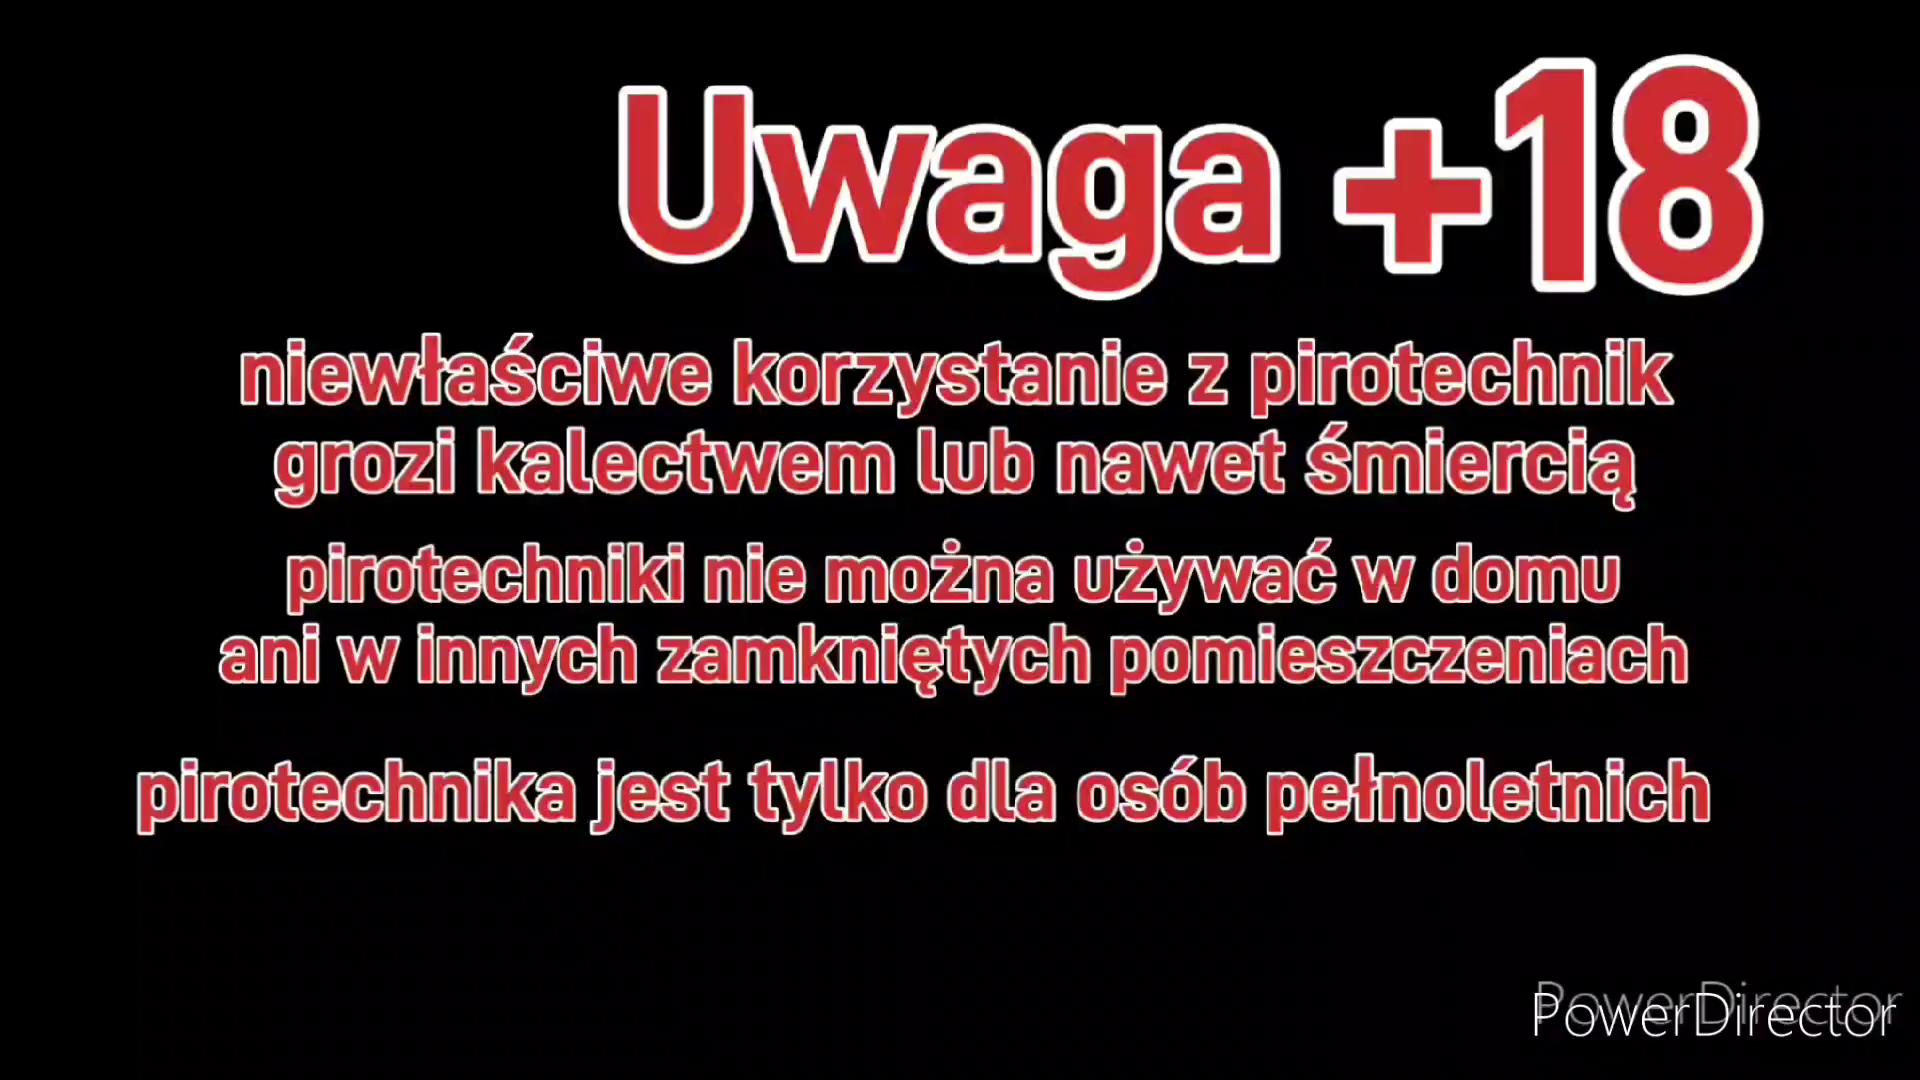 Uwaga +18
niewłaściwe korzystanie z pirotechnik
grozi kalectwem lub nawet śmiercią
pirotechniki nie można używać w domu
ani w innych zamkniętych pomieszczeniach
pirotechnika jest tylko dla osób pełnoletnich
PowerDirector
PowerDirector